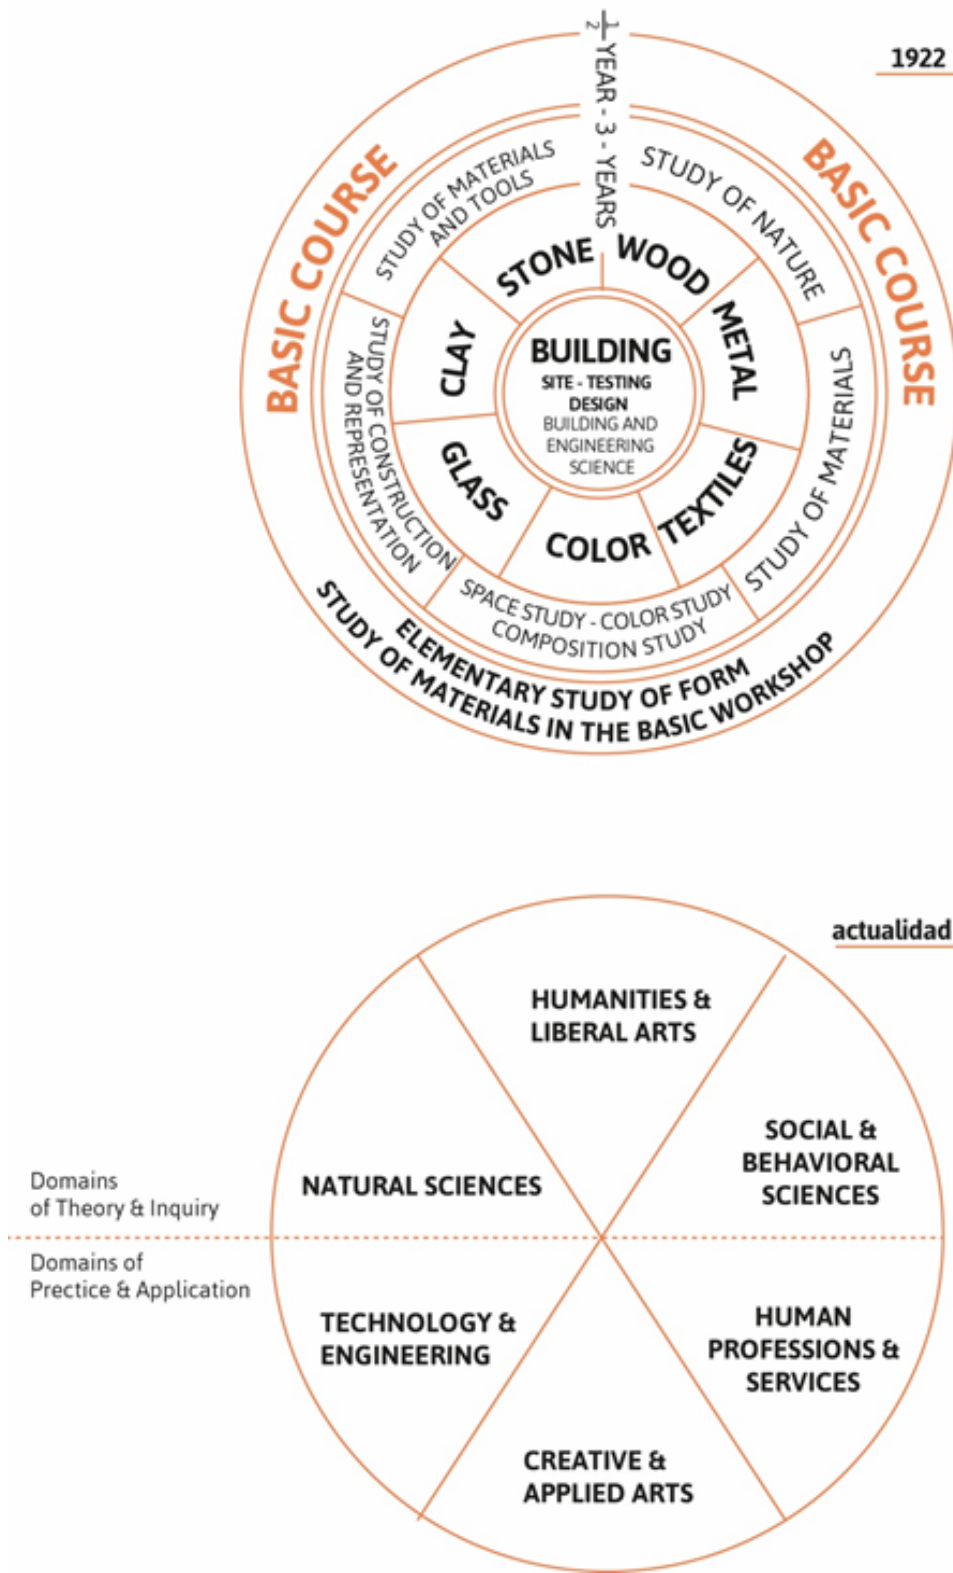 1922
1/2 YEAR - 3 - YEARS
BASIC COURSE
BASIC COURSE
STUDY OF MATERIALS
AND TOOLS
STUDY OF NATURE
STUDY OF MATERIALS
STUDY OF CONSTRUCTION
AND REPRESENTATION
SPACE STUDY - COLOR STUDY
COMPOSITION STUDY
STONE
WOOD
METAL
TEXTILES
COLOR
GLASS
CLAY
BUILDING
SITE - TESTING
DESIGN
BUILDING AND
ENGINEERING
SCIENCE
ELEMENTARY STUDY OF FORM
STUDY OF MATERIALS IN THE BASIC WORKSHOP
actualidad
HUMANITIES &
LIBERAL ARTS
SOCIAL &
BEHAVIORAL
SCIENCES
NATURAL SCIENCES
Domains
of Theory & Inquiry
Domains of
Prectice & Application
TECHNOLOGY &
ENGINEERING
HUMAN
PROFESSIONS &
SERVICES
CREATIVE &
APPLIED ARTS